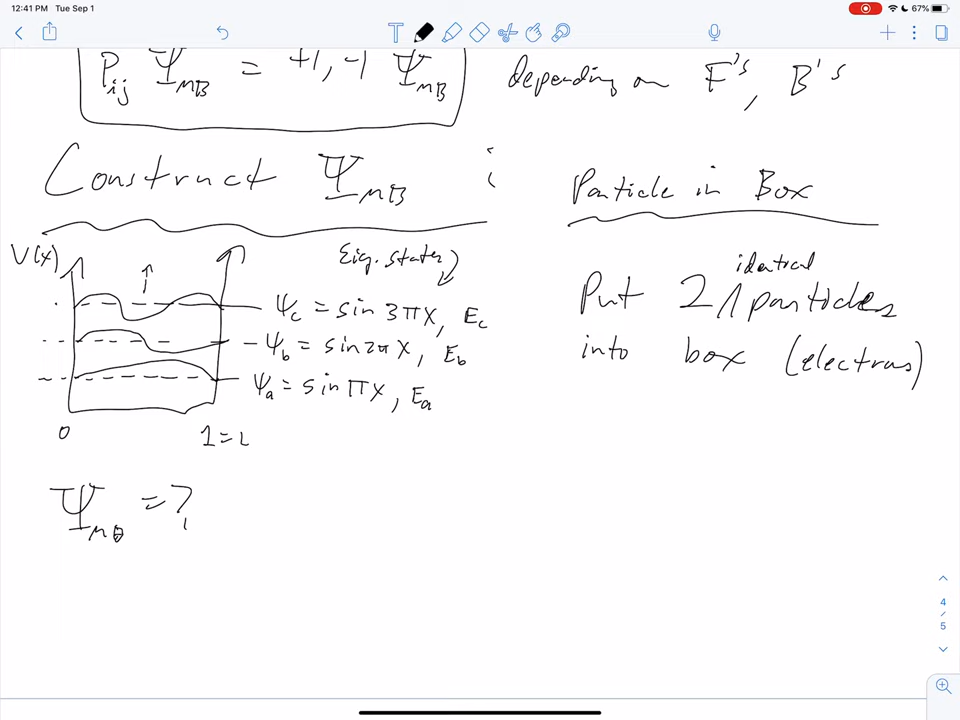 12:41 PM Tue Sep 1
67%
P_ij Ψ_MB = +1, -1 Ψ_MB
depending on F's, B's
Construct Ψ_MB :
Particle in Box
V(x)
Eig. states
ψ_c = sin 3πx, E_c
ψ_b = sin 2πx, E_b
ψ_a = sin πx, E_a
0
1 = L
Put 2 identical particles
into box (electrons)
Ψ_MB = ?
4
/
5